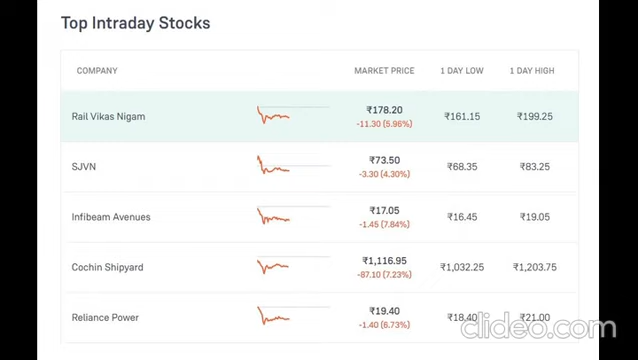 Top Intraday Stocks
COMPANY MARKET PRICE 1 DAY LOW 1 DAY HIGH
Rail Vikas Nigam ₹178.20 ₹161.15 ₹199.25
-11.30 (5.96%)
SJVN ₹73.50 ₹68.35 ₹83.25
-3.30 (4.30%)
Infibeam Avenues ₹17.05 ₹16.45 ₹19.05
-1.45 (7.84%)
Cochin Shipyard ₹1,116.95 ₹1,032.25 ₹1,203.75
-87.10 (7.23%)
Reliance Power ₹19.40 ₹18.40 ₹21.00
-1.40 (6.73%)
clideo.com